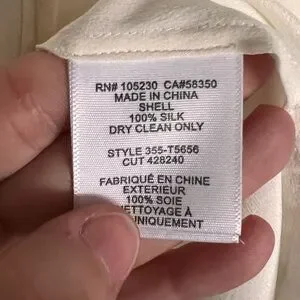 RN# 105230 CA#58350
MADE IN CHINA
SHELL
100% SILK
DRY CLEAN ONLY
STYLE 355-T5656
CUT 428240
FABRIQUÉ EN CHINE
EXTERIEUR
100% SOIE
NETTOYAGE À
UNIQUEMENT